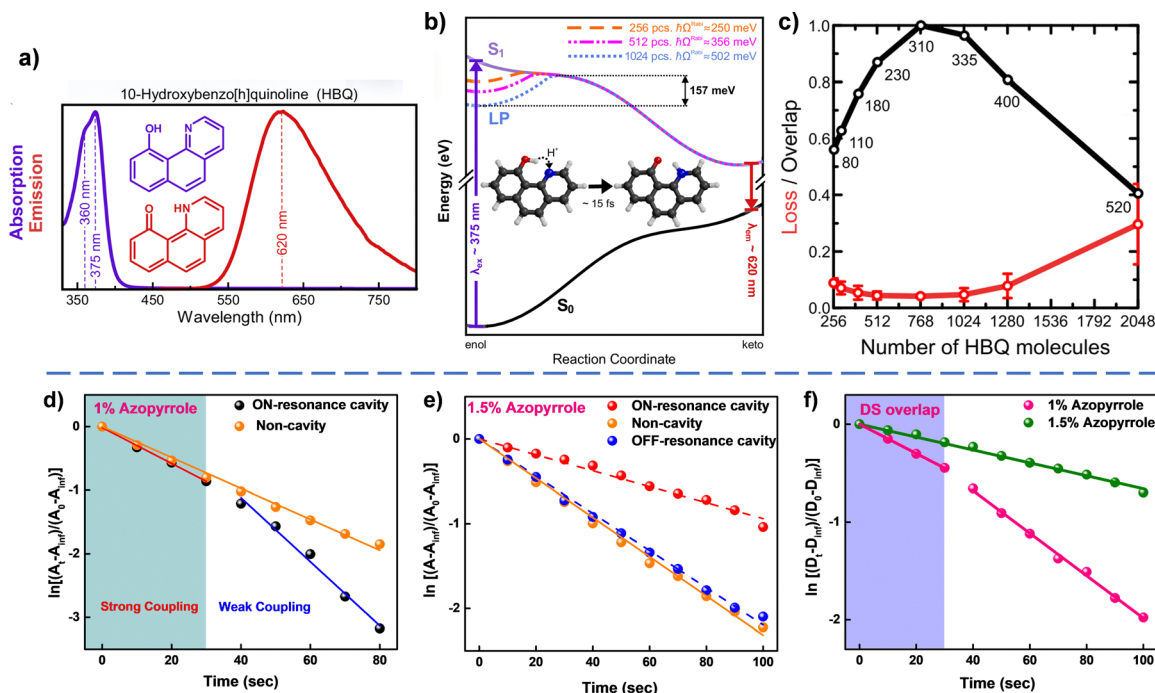 a)
10-Hydroxybenzo[h]quinoline (HBQ)
Absorption
Emission
OH
N
O
HN
360 nm
375 nm
620 nm
330 450 550 650 750
Wavelength (nm)
b)
256 pcs. ℏΩRabi≈250 meV
512 pcs. ℏΩRabi≈356 meV
1024 pcs. ℏΩRabi≈502 meV
S1
LP
157 meV
H+
~ 15 fs
λex ~ 375 nm
λem ~ 620 nm
S0
Energy (eV)
enol
keto
Reaction Coordinate
c)
Loss / Overlap
1.0
0.8
0.6
0.4
0.2
0.0
80
110
180
230
310
335
400
520
256 512 768 1024 1280 1536 1792 2048
Number of HBQ molecules
d)
1% Azopyrrole
ON-resonance cavity
Non-cavity
ln[(At-Ainf)/(A0-Ainf)]
0
-1
-2
-3
Strong Coupling
Weak Coupling
0 20 40 60 80
Time (sec)
e)
1.5% Azopyrrole
ON-resonance cavity
Non-cavity
OFF-resonance cavity
ln [(A-Ainf)/(A0-Ainf)]
0
-1
-2
0 20 40 60 80 100
Time (sec)
f)
DS overlap
1% Azopyrrole
1.5% Azopyrrole
ln [(Dt-Dinf)/(D0-Dinf)]
0
-1
-2
0 20 40 60 80 100
Time (sec)